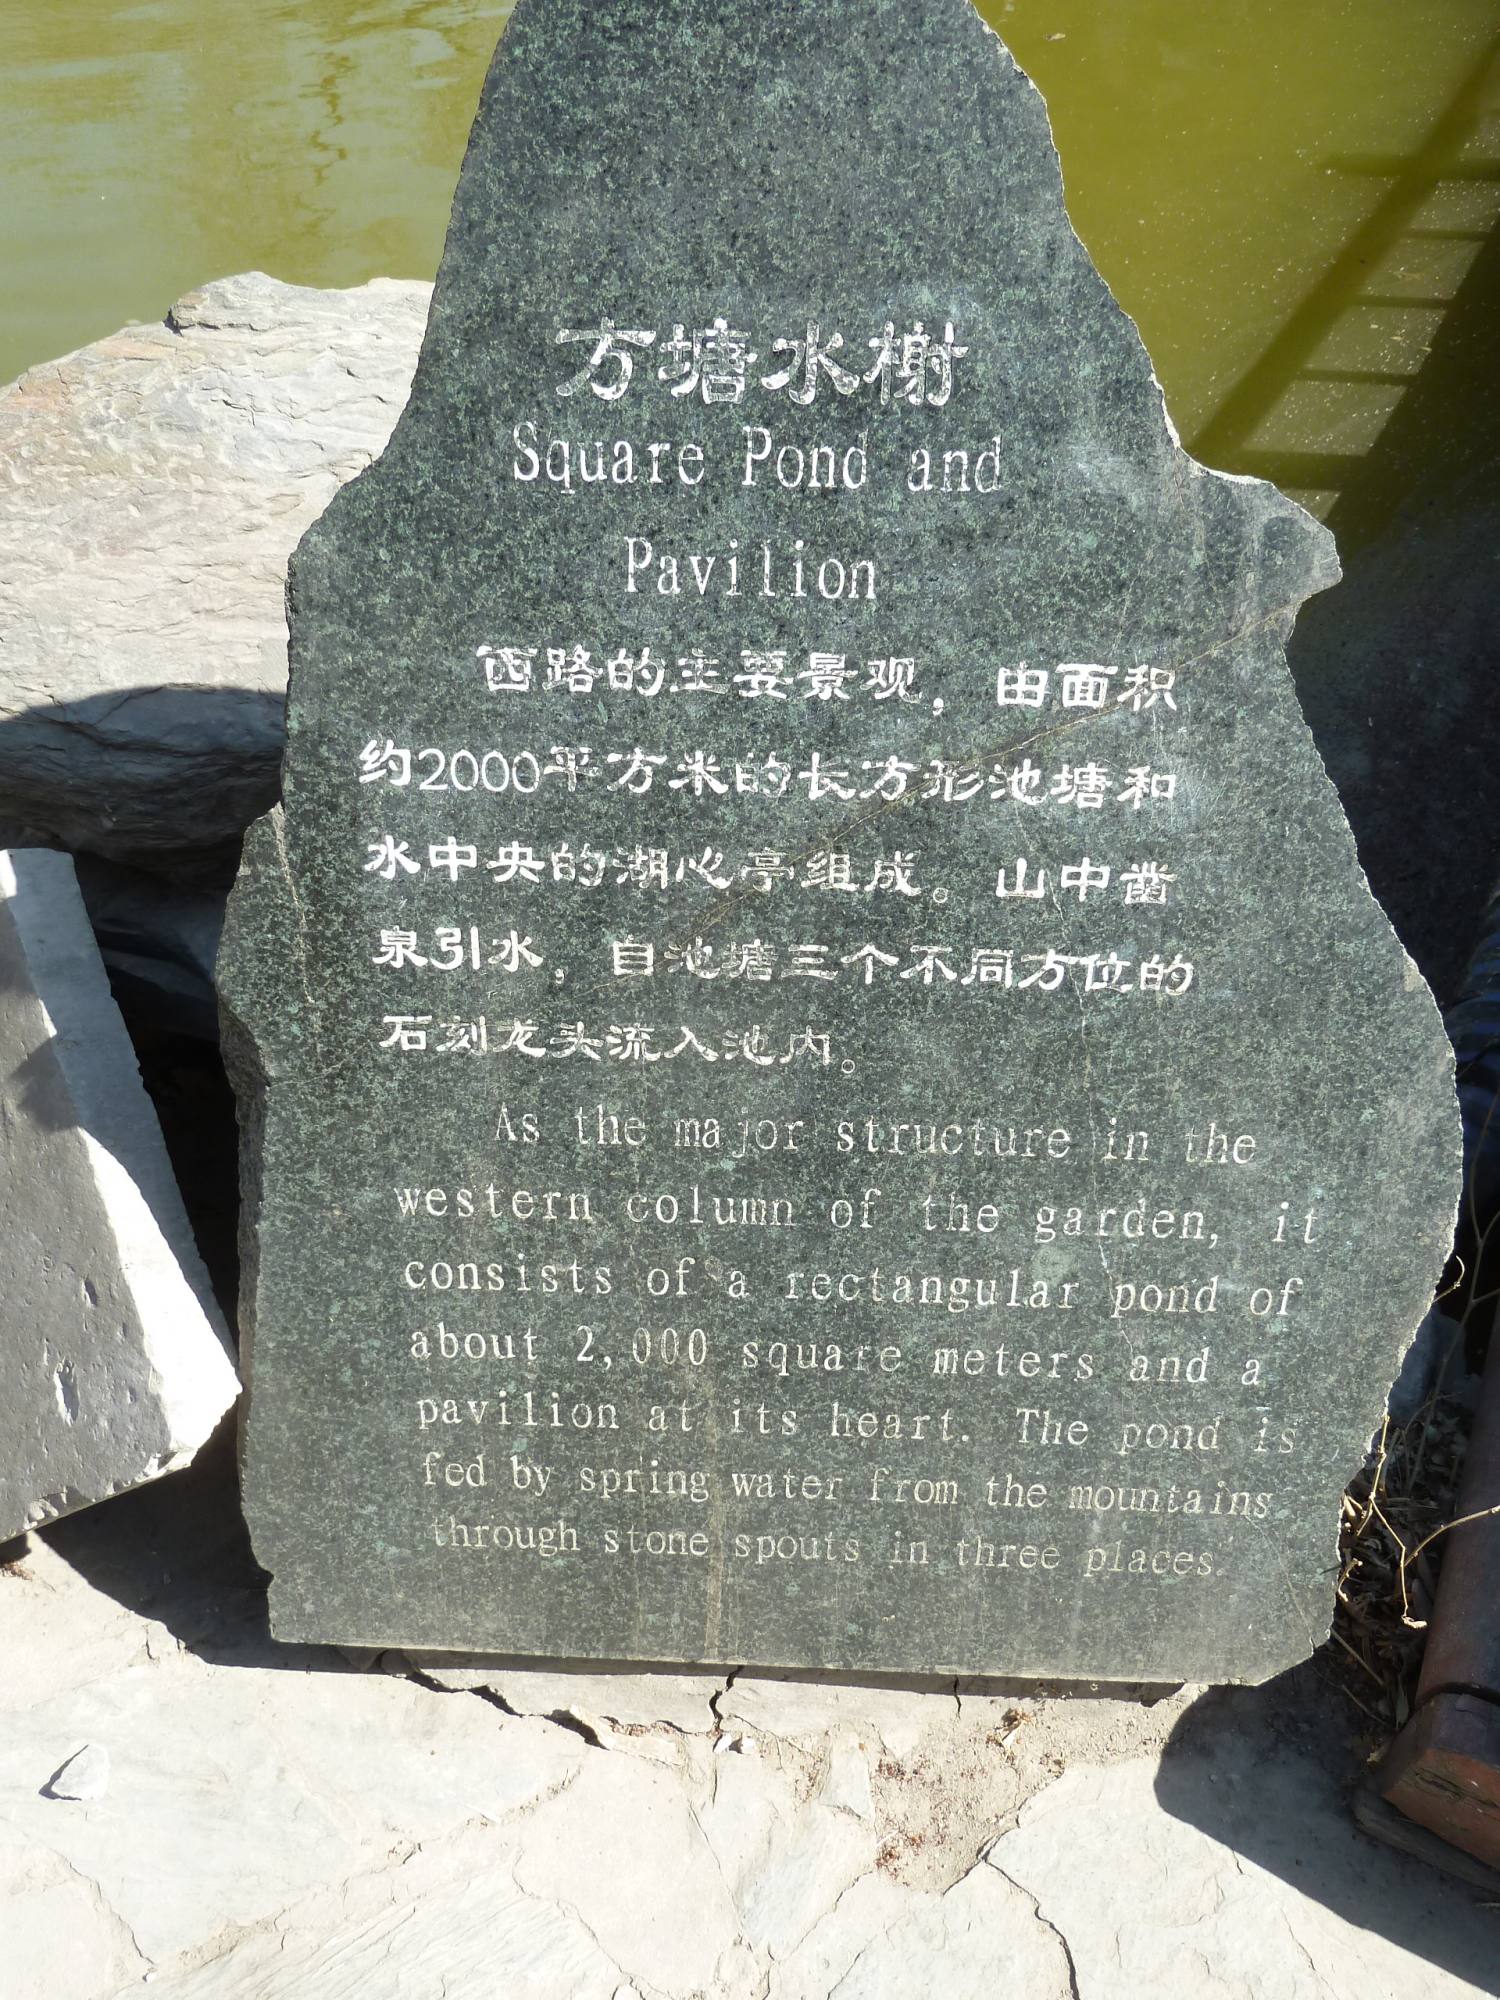 方塘水榭
Square Pond and
Pavilion
西路的主要景观，由面积
约2000平方米的长方形池塘和
水中央的湖心亭组成。山中凿
泉引水，自池塘三个不同方位的
石刻龙头流入池内。
As the major structure in the
western column of the garden, it
consists of a rectangular pond of
about 2,000 square meters and a
pavilion at its heart. The pond is
fed by spring water from the mountains
through stone spouts in three places.